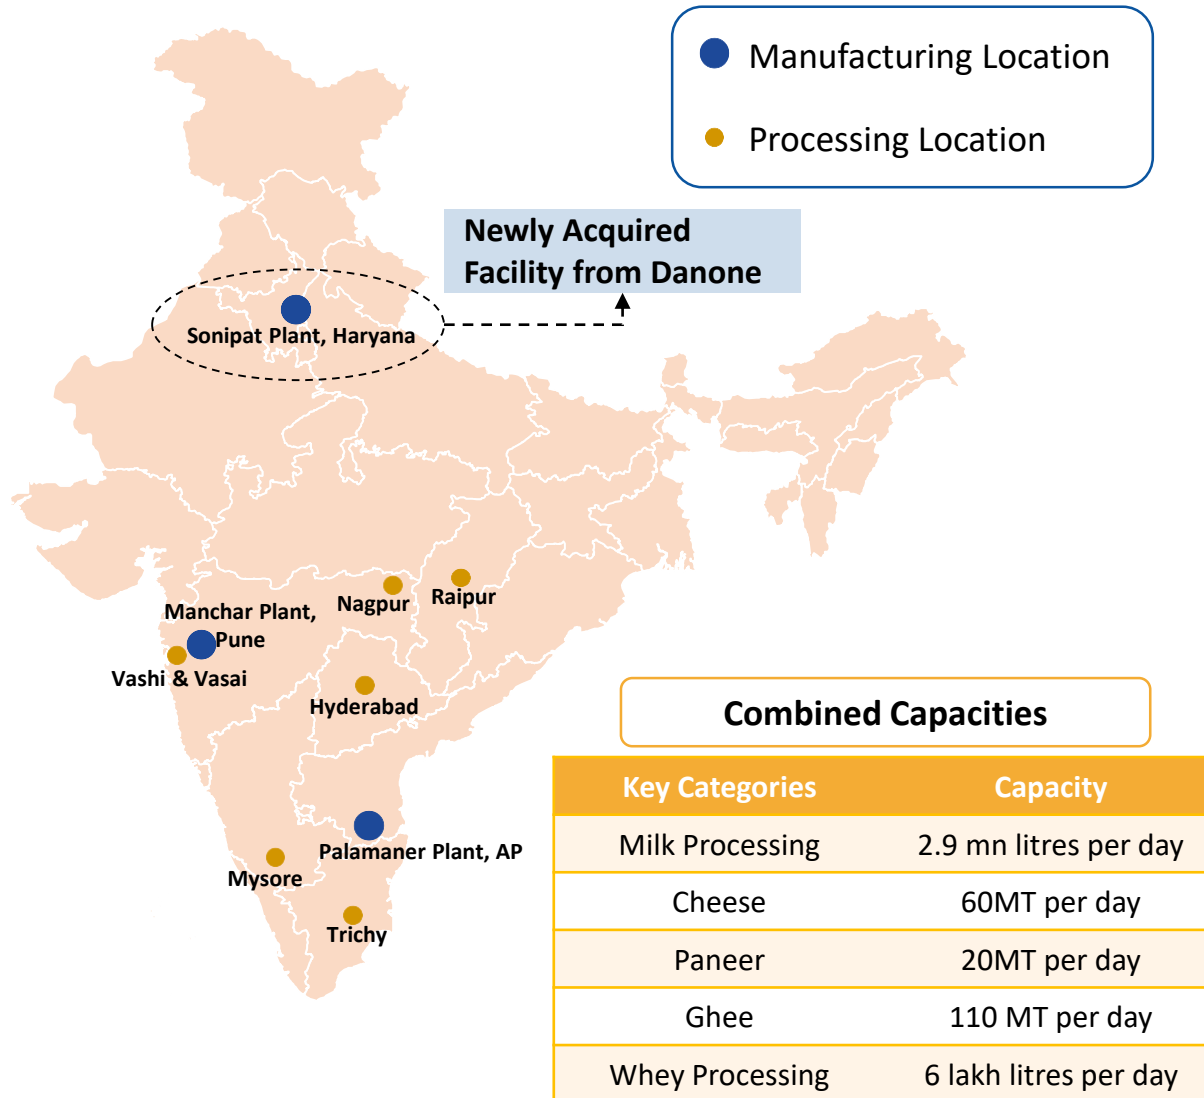 Manufacturing Location
Processing Location
Newly Acquired
Facility from Danone
Sonipat Plant, Haryana
Nagpur
Raipur
Manchar Plant,
Pune
Vashi & Vasai
Hyderabad
Palamaner Plant, AP
Mysore
Trichy
Combined Capacities
Key Categories Capacity
Milk Processing 2.9 mn litres per day
Cheese 60MT per day
Paneer 20MT per day
Ghee 110 MT per day
Whey Processing 6 lakh litres per day